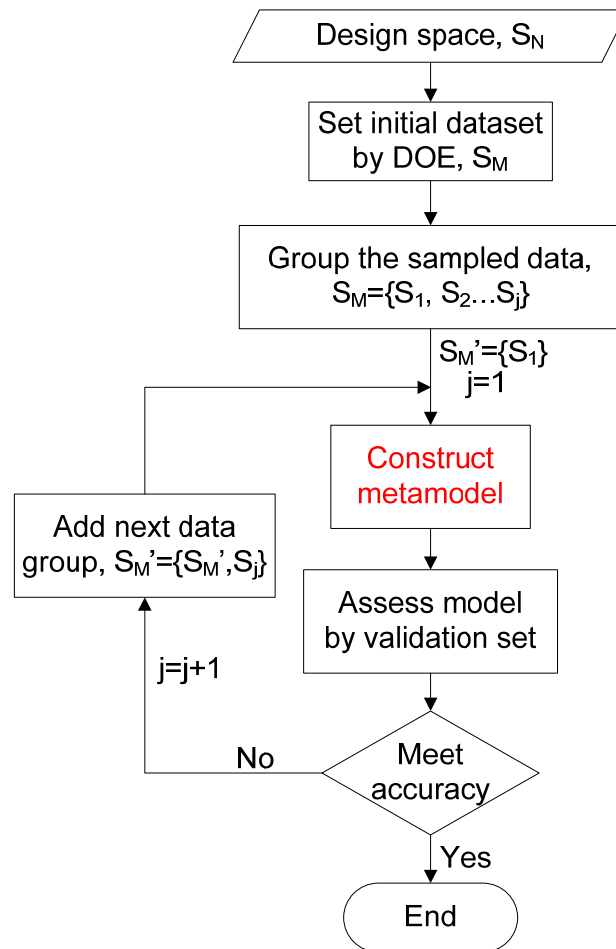 Design space, S_N
Set initial dataset
by DOE, S_M
Group the sampled data,
S_M={S_1, S_2...S_j}
S_M’={S_1}
j=1
Construct
metamodel
Add next data
group, S_M’={S_M’,S_j}
Assess model
by validation set
j=j+1
No
Meet
accuracy
Yes
End